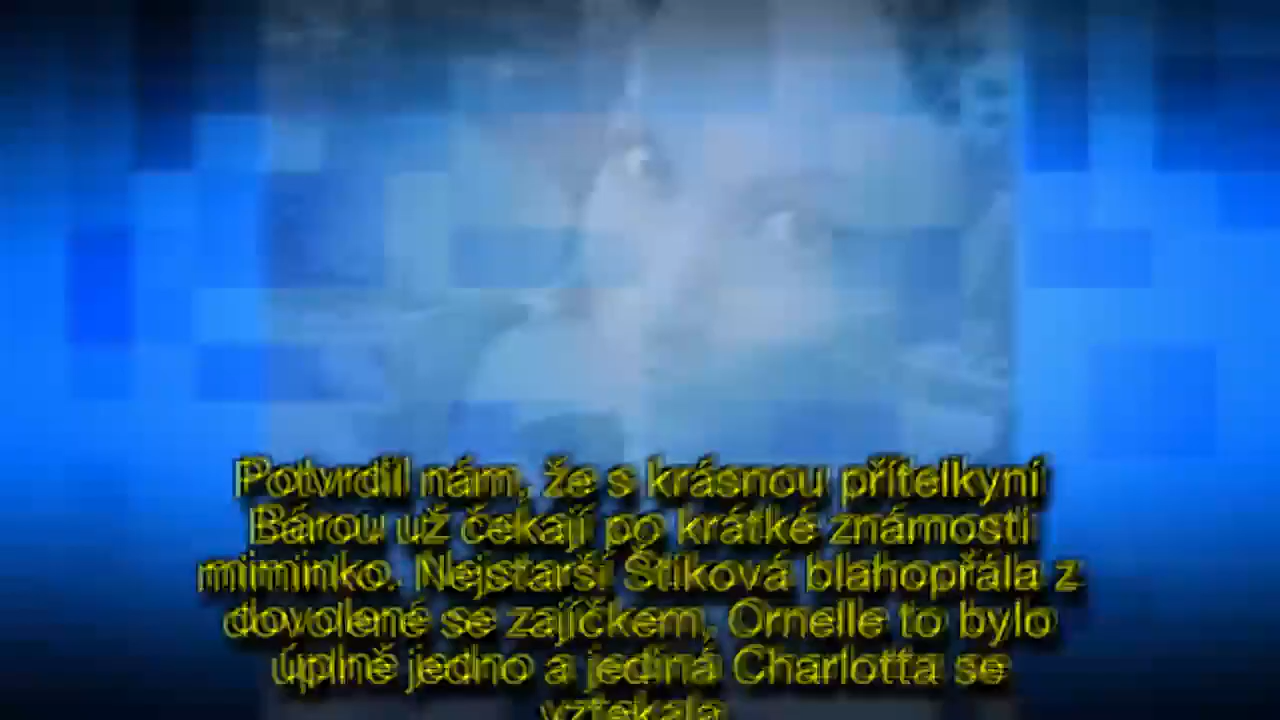 Potvrdil nám, že s krásnou přítelkyní
Bárou už čekají po krátké známosti
miminko. Nejstarší Štiková blahopřála z
dovolené se zajíčkem, Ornelle to bylo
úplně jedno a jediná Charlotta se
vztekala.